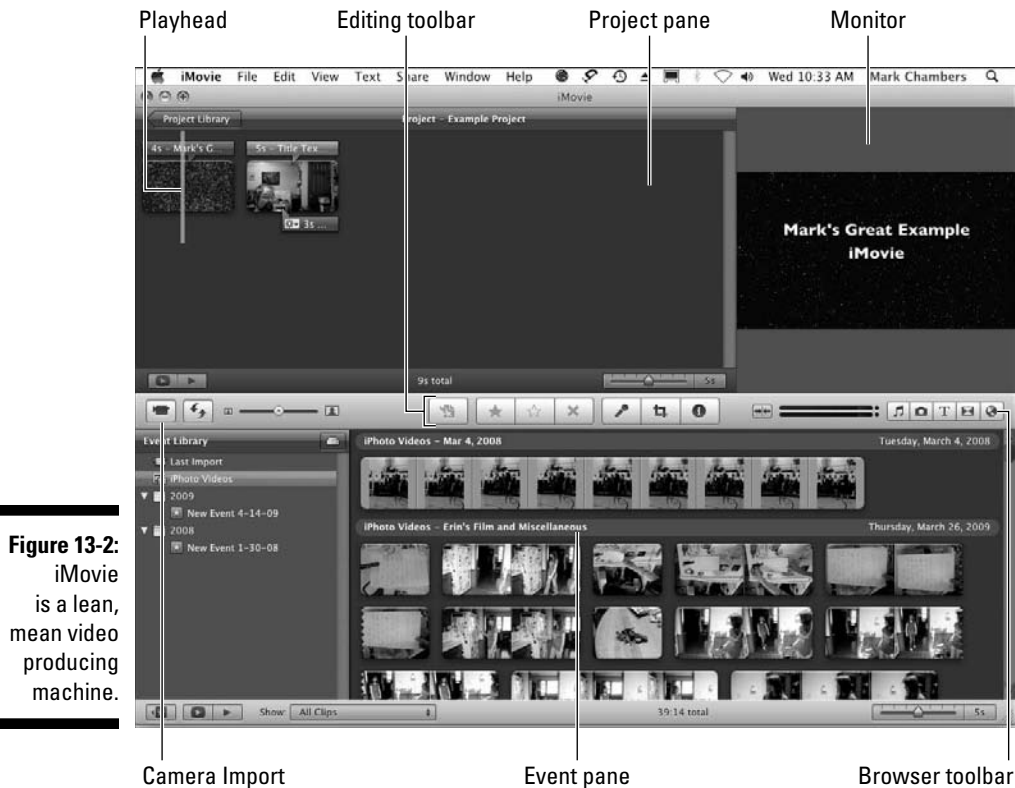 Playhead
Editing toolbar
Project pane
Monitor
iMovie File Edit View Text Share Window Help Wed 10:33 AM Mark Chambers
iMovie
Project Library
Project - Example Project
4s - Mark's G...
5s - Title Tex...
3s ...
Mark's Great Example
iMovie
9s total
5s
T
Event Library
Last Import
iPhoto Videos
2009
New Event 4-14-09
2008
New Event 1-30-08
iPhoto Videos - Mar 4, 2008
Tuesday, March 4, 2008
iPhoto Videos - Erin's Film and Miscellaneous
Thursday, March 26, 2009
Show: All Clips
39:14 total
5s
Figure 13-2:
iMovie
is a lean,
mean video
producing
machine.
Camera Import
Event pane
Browser toolbar